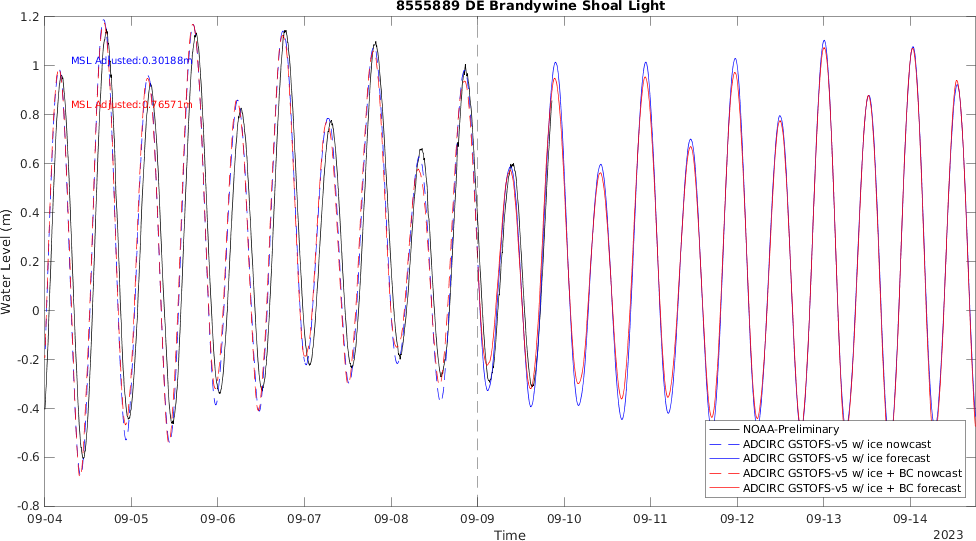 8555889 DE Brandywine Shoal Light
1.2
1
0.8
0.6
0.4
0.2
0
-0.2
-0.4
-0.6
-0.8
Water Level (m)
MSL Adjusted:0.30188m
MSL Adjusted:0.76571m
NOAA-Preliminary
ADCIRC GSTOFS-v5 w/ ice nowcast
ADCIRC GSTOFS-v5 w/ ice forecast
ADCIRC GSTOFS-v5 w/ ice + BC nowcast
ADCIRC GSTOFS-v5 w/ ice + BC forecast
09-04 09-05 09-06 09-07 09-08 09-09 09-10 09-11 09-12 09-13 09-14
Time
2023